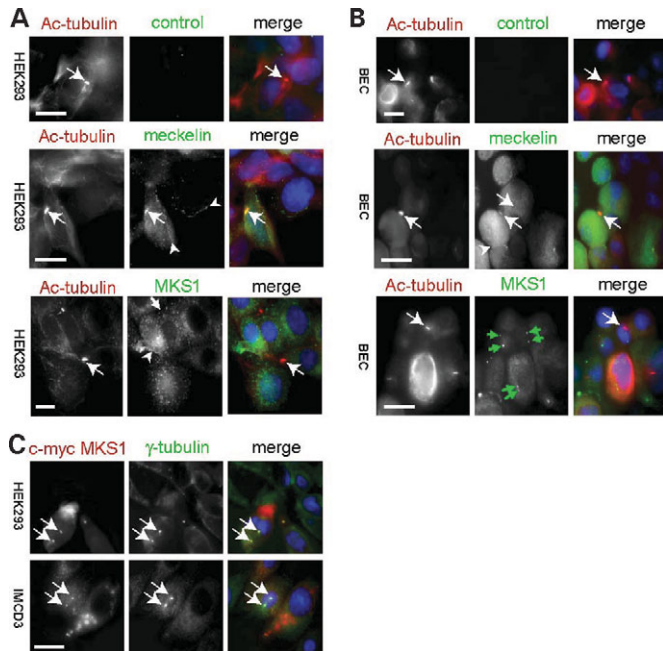 A
Ac-tubulin control merge
HEK293
Ac-tubulin meckelin merge
HEK293
Ac-tubulin MKS1 merge
HEK293
B
Ac-tubulin control merge
BEC
Ac-tubulin meckelin merge
BEC
Ac-tubulin MKS1 merge
BEC
C
c-myc MKS1 γ-tubulin merge
HEK293
IMCD3